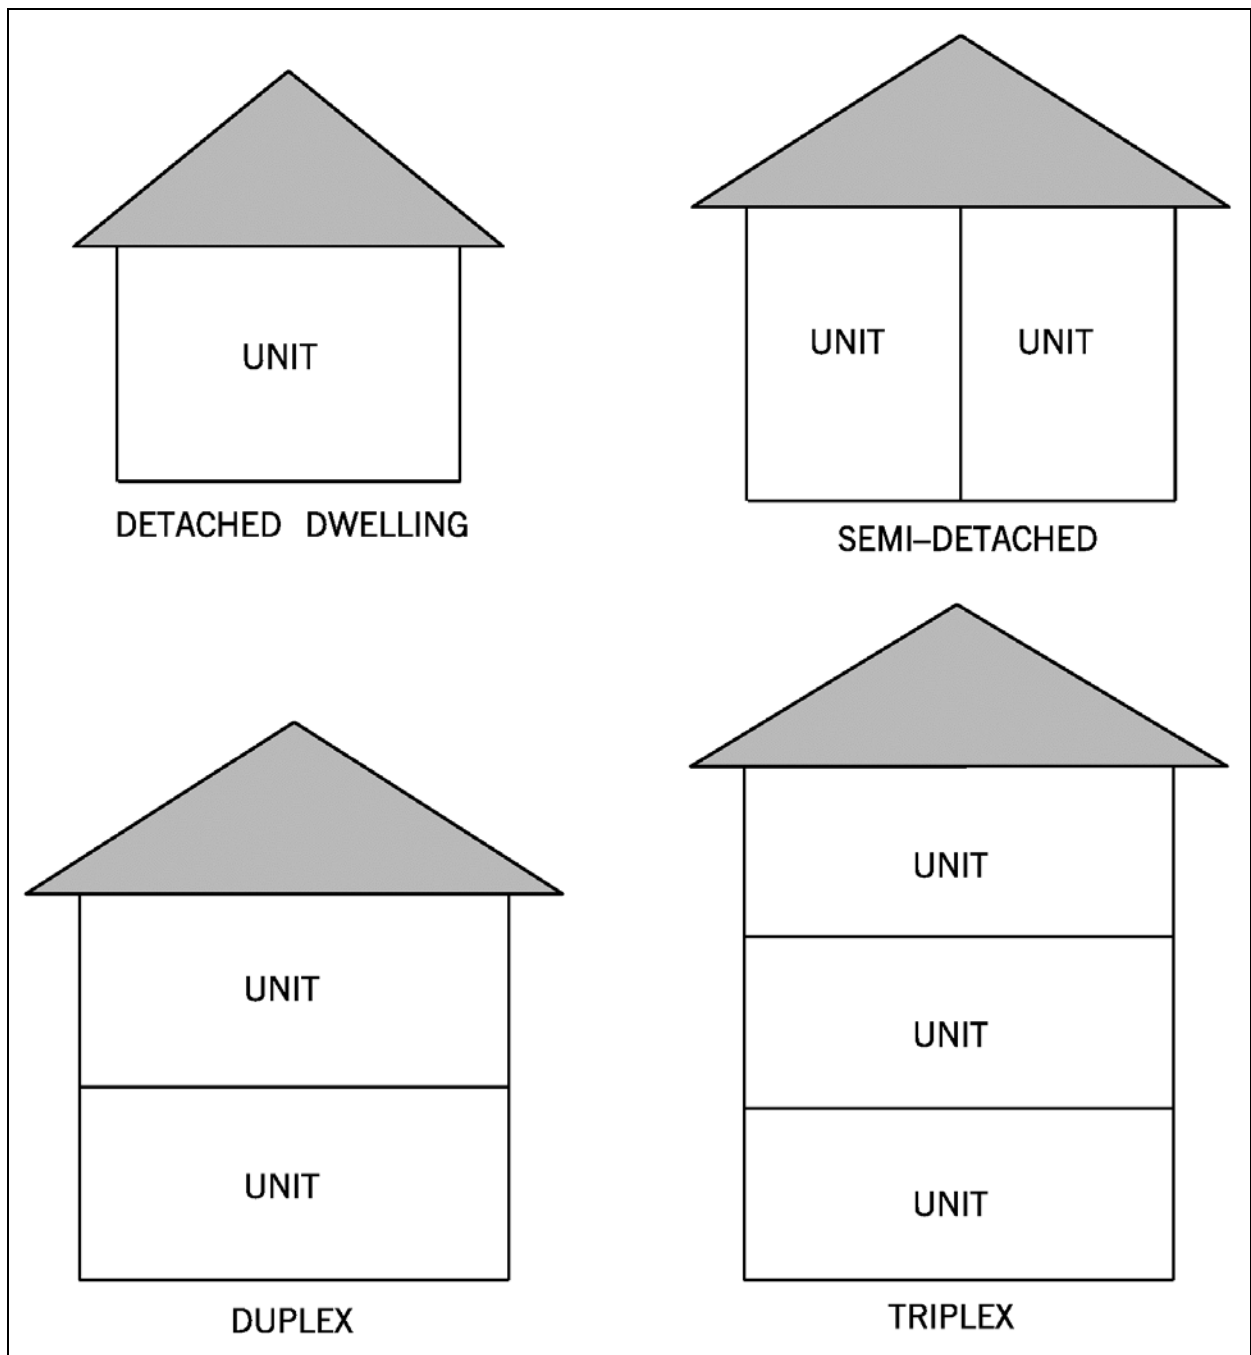 UNIT
DETACHED DWELLING
UNIT UNIT
SEMI–DETACHED
UNIT
UNIT
DUPLEX
UNIT
UNIT
UNIT
TRIPLEX